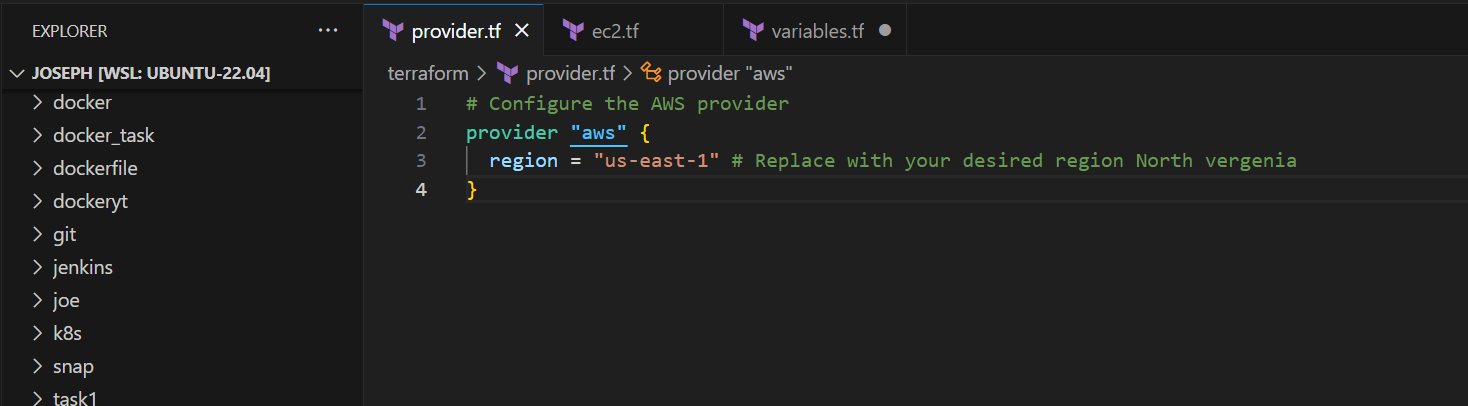 EXPLORER ...
JOSEPH [WSL: UBUNTU-22.04]
docker
docker_task
dockerfile
dockeryt
git
jenkins
joe
k8s
snap
task1
provider.tf ec2.tf variables.tf
terraform > provider.tf > provider "aws"
1 # Configure the AWS provider
2 provider "aws" {
3 region = "us-east-1" # Replace with your desired region North vergenia
4 }